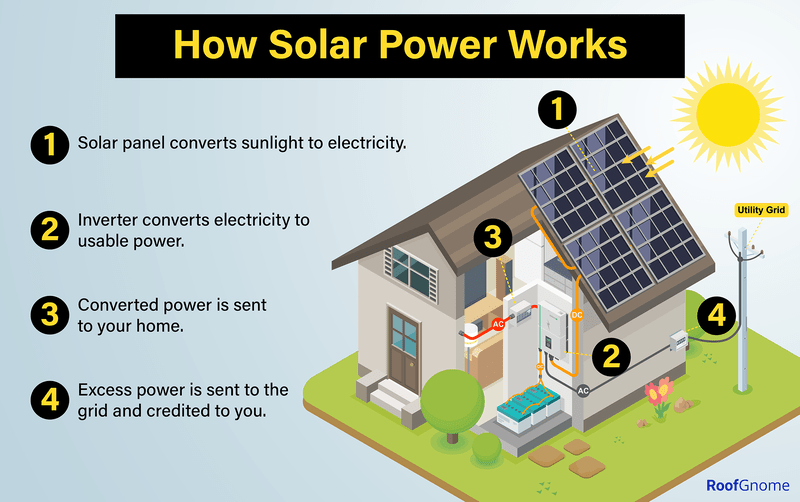 How Solar Power Works
1 Solar panel converts sunlight to electricity.
2 Inverter converts electricity to
usable power.
3 Converted power is sent
to your home.
4 Excess power is sent to the
grid and credited to you.
1
Utility Grid
3
4
AC
DC
2
AC
RoofGnome